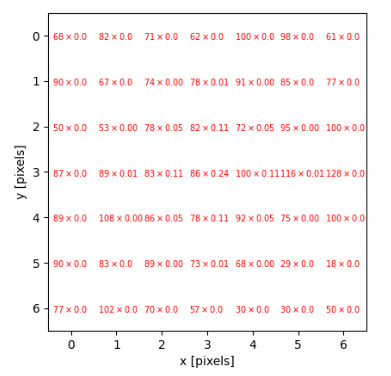 0 68 × 0.0 82 × 0.0 71 × 0.0 62 × 0.0 100 × 0.0 98 × 0.0 61 × 0.0
1 90 × 0.0 67 × 0.0 74 × 0.00 78 × 0.01 91 × 0.00 85 × 0.0 77 × 0.0
2 50 × 0.0 53 × 0.00 78 × 0.05 82 × 0.11 72 × 0.05 95 × 0.00 100 × 0.0
3 87 × 0.0 89 × 0.01 83 × 0.11 86 × 0.24 100 × 0.11 116 × 0.01 128 × 0.0
4 89 × 0.0 108 × 0.00 86 × 0.05 78 × 0.11 92 × 0.05 75 × 0.00 100 × 0.0
5 90 × 0.0 83 × 0.0 89 × 0.00 73 × 0.01 68 × 0.00 29 × 0.0 18 × 0.0
6 77 × 0.0 102 × 0.0 70 × 0.0 57 × 0.0 30 × 0.0 30 × 0.0 50 × 0.0
y [pixels]
0 1 2 3 4 5 6
x [pixels]